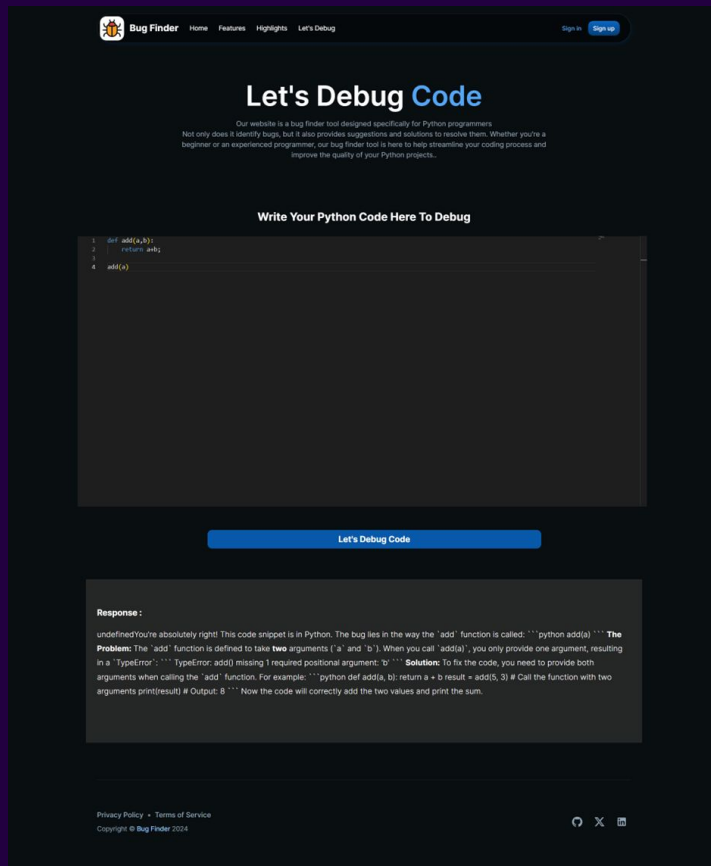 Bug Finder Home Features Highlights Let's Debug Sign in Sign up
Let's Debug Code
Our website is a bug finder tool designed specifically for Python programmers
Not only does it identify bugs, but it also provides suggestions and solutions to resolve them. Whether you're a
beginner or an experienced programmer, our bug finder tool is here to help streamline your coding process and
improve the quality of your Python projects..
Write Your Python Code Here To Debug
1 def add(a,b):
2 return a+b;
3
4 add(a)
Let's Debug Code
Response :
undefinedYou're absolutely right! This code snippet is in Python. The bug lies in the way the `add` function is called: ```python add(a) ``` The
Problem: The `add` function is defined to take two arguments (`a` and `b`). When you call `add(a)`, you only provide one argument, resulting
in a `TypeError`: ``` TypeError: add() missing 1 required positional argument: 'b' ``` Solution: To fix the code, you need to provide both
arguments when calling the `add` function. For example: ```python def add(a, b): return a + b result = add(5, 3) # Call the function with two
arguments print(result) # Output: 8 ``` Now the code will correctly add the two values and print the sum.
Privacy Policy • Terms of Service
Copyright © Bug Finder 2024